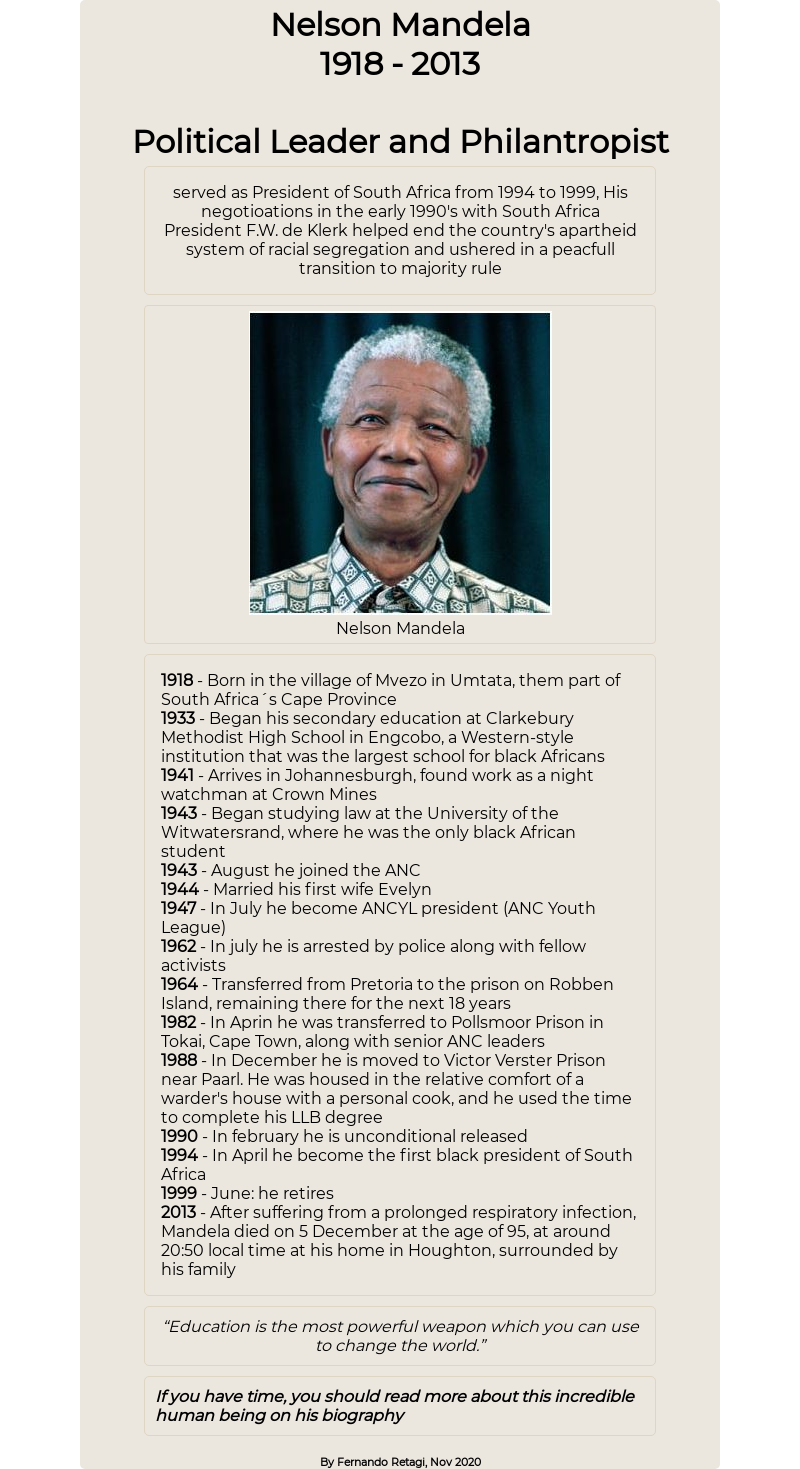 Nelson Mandela
1918 - 2013
Political Leader and Philantropist
served as President of South Africa from 1994 to 1999, His
negotioations in the early 1990's with South Africa
President F.W. de Klerk helped end the country's apartheid
system of racial segregation and ushered in a peacfull
transition to majority rule
Nelson Mandela
1918 - Born in the village of Mvezo in Umtata, them part of
South Africa´s Cape Province
1933 - Began his secondary education at Clarkebury
Methodist High School in Engcobo, a Western-style
institution that was the largest school for black Africans
1941 - Arrives in Johannesburgh, found work as a night
watchman at Crown Mines
1943 - Began studying law at the University of the
Witwatersrand, where he was the only black African
student
1943 - August he joined the ANC
1944 - Married his first wife Evelyn
1947 - In July he become ANCYL president (ANC Youth
League)
1962 - In july he is arrested by police along with fellow
activists
1964 - Transferred from Pretoria to the prison on Robben
Island, remaining there for the next 18 years
1982 - In Aprin he was transferred to Pollsmoor Prison in
Tokai, Cape Town, along with senior ANC leaders
1988 - In December he is moved to Victor Verster Prison
near Paarl. He was housed in the relative comfort of a
warder's house with a personal cook, and he used the time
to complete his LLB degree
1990 - In february he is unconditional released
1994 - In April he become the first black president of South
Africa
1999 - June: he retires
2013 - After suffering from a prolonged respiratory infection,
Mandela died on 5 December at the age of 95, at around
20:50 local time at his home in Houghton, surrounded by
his family
“Education is the most powerful weapon which you can use
to change the world.”
If you have time, you should read more about this incredible
human being on his biography
By Fernando Retagi, Nov 2020